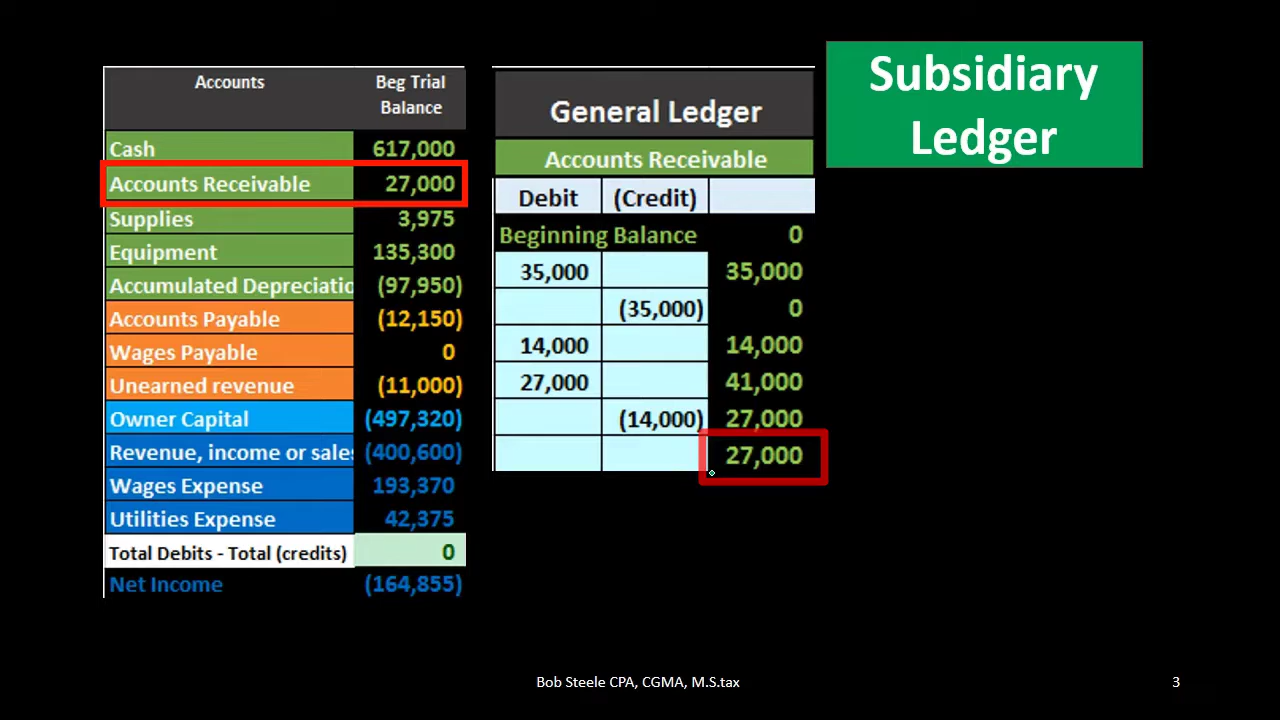 Accounts Beg Trial Balance
Cash 617,000
Accounts Receivable 27,000
Supplies 3,975
Equipment 135,300
Accumulated Depreciatio (97,950)
Accounts Payable (12,150)
Wages Payable 0
Unearned revenue (11,000)
Owner Capital (497,320)
Revenue, income or sales (400,600)
Wages Expense 193,370
Utilities Expense 42,375
Total Debits - Total (credits) 0
Net Income (164,855)
General Ledger
Accounts Receivable
Debit (Credit)
Beginning Balance 0
35,000 35,000
(35,000) 0
14,000 14,000
27,000 41,000
(14,000) 27,000
27,000
Subsidiary
Ledger
Bob Steele CPA, CGMA, M.S.tax
3